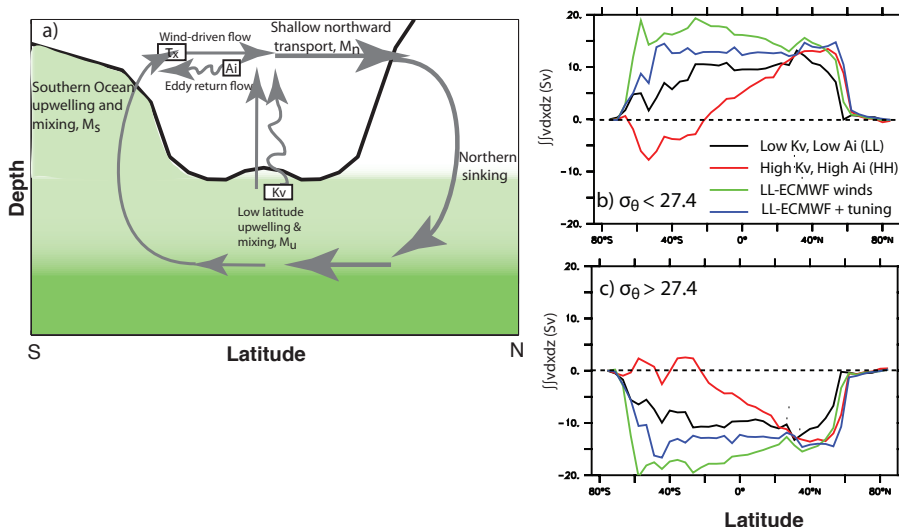 a)
Wind-driven flow
Shallow northward
transport, Mn
Tx
Ai
Eddy return flow
Southern Ocean
upwelling and
mixing, Ms
Northern
sinking
Kv
Low latitude
upwelling &
mixing, Mu
Depth
S
Latitude
N
20.
10.
0.
-10.
-20.
∫∫vdxdz (Sv)
Low Kv, Low Ai (LL)
High Kv, High Ai (HH)
LL-ECMWF winds
LL-ECMWF + tuning
b) σθ < 27.4
80°S
40°S
0°
40°N
80°N
c) σθ > 27.4
20.
10.
0.
-10.
-20.
∫∫vdxdz (Sv)
80°S
40°S
0°
40°N
80°N
Latitude